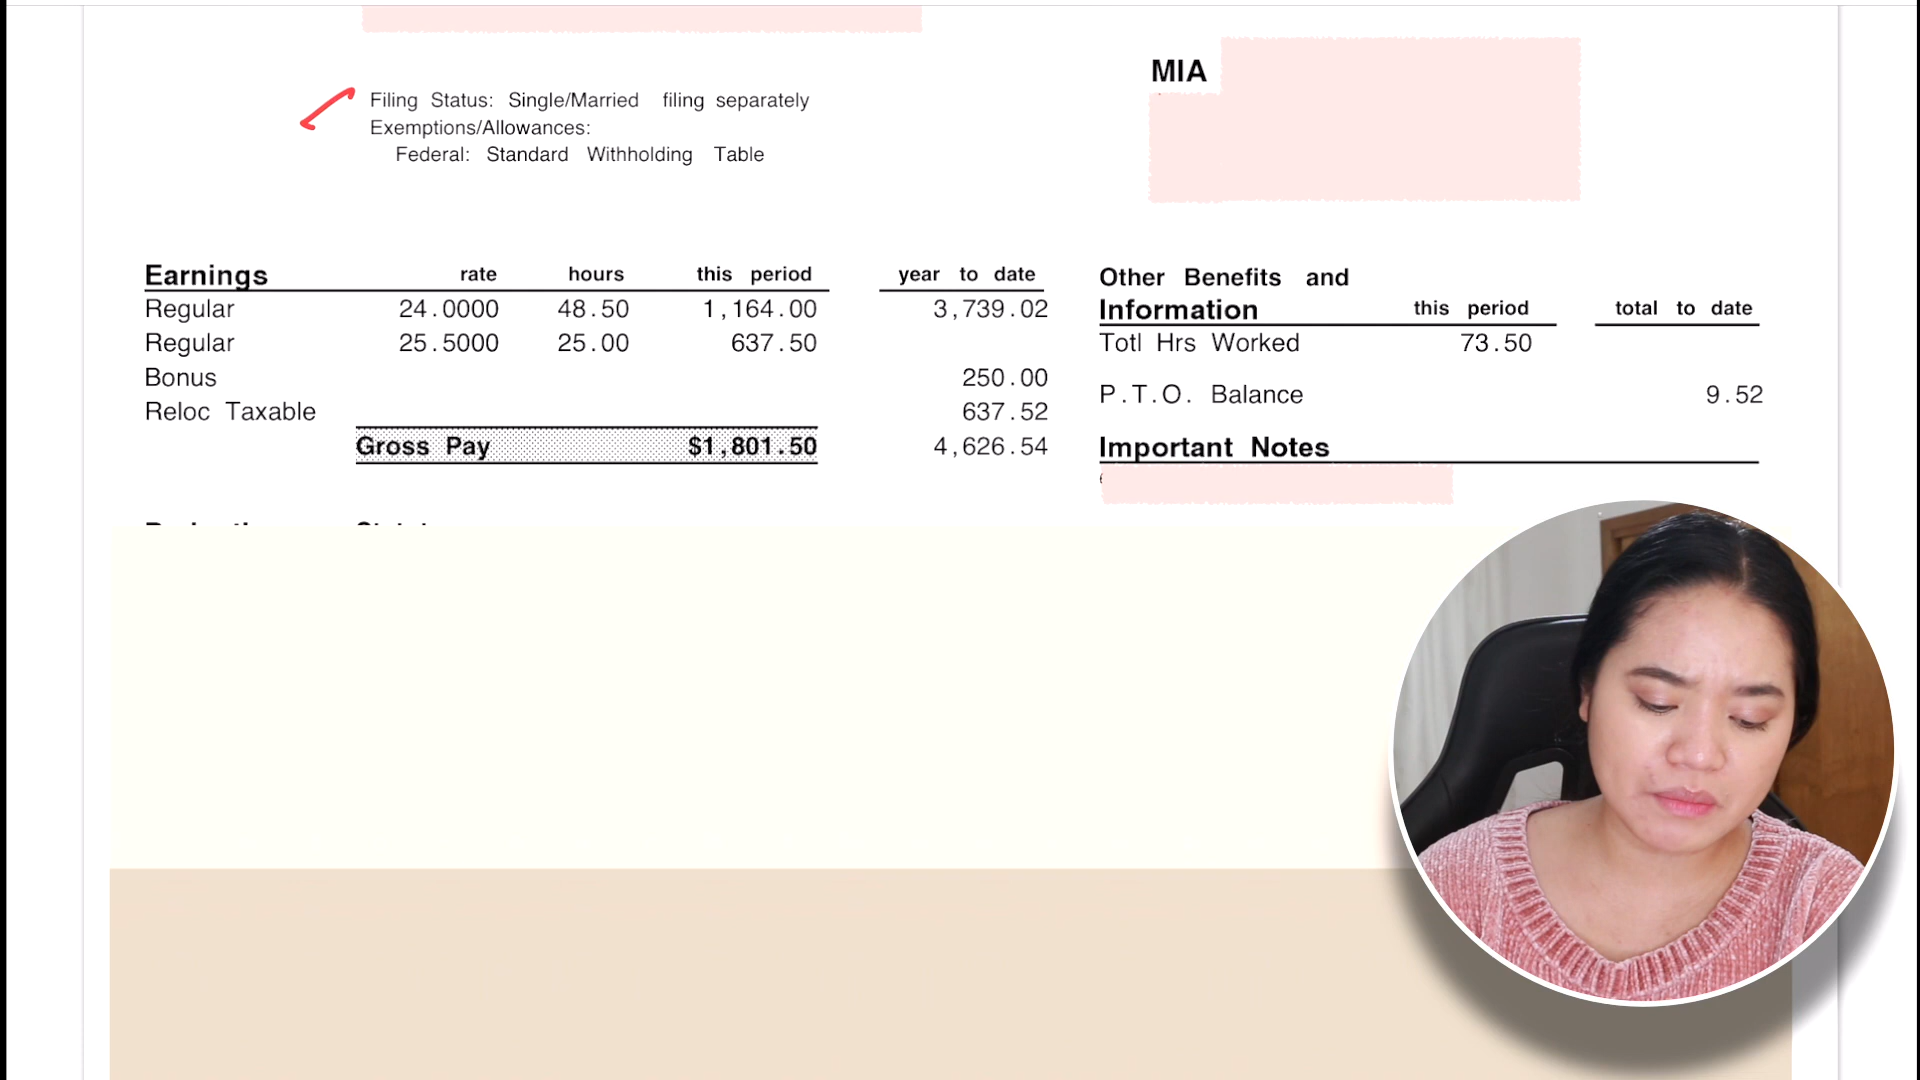 MIA
Filing Status: Single/Married filing separately
Exemptions/Allowances:
Federal: Standard Withholding Table
Earnings rate hours this period year to date
Regular 24.0000 48.50 1,164.00 3,739.02
Regular 25.5000 25.00 637.50
Bonus 250.00
Reloc Taxable 637.52
Gross Pay $1,801.50 4,626.54
Other Benefits and
Information this period total to date
Totl Hrs Worked 73.50
P.T.O. Balance 9.52
Important Notes